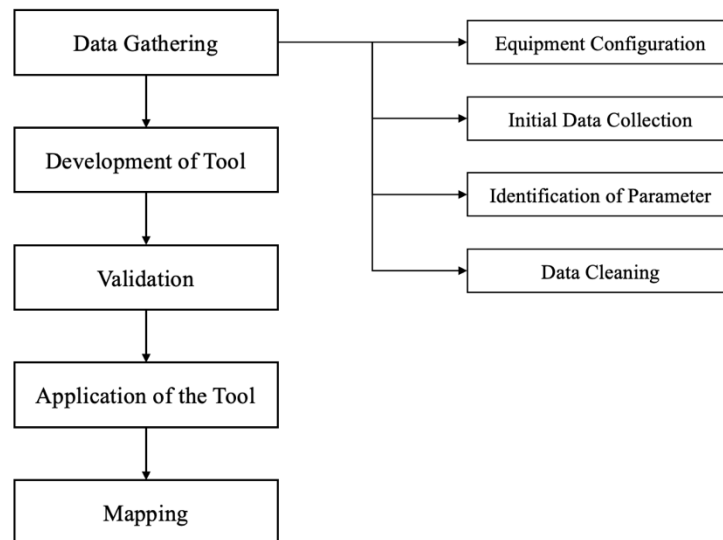 Data Gathering
Equipment Configuration
Initial Data Collection
Development of Tool
Identification of Parameter
Validation
Data Cleaning
Application of the Tool
Mapping